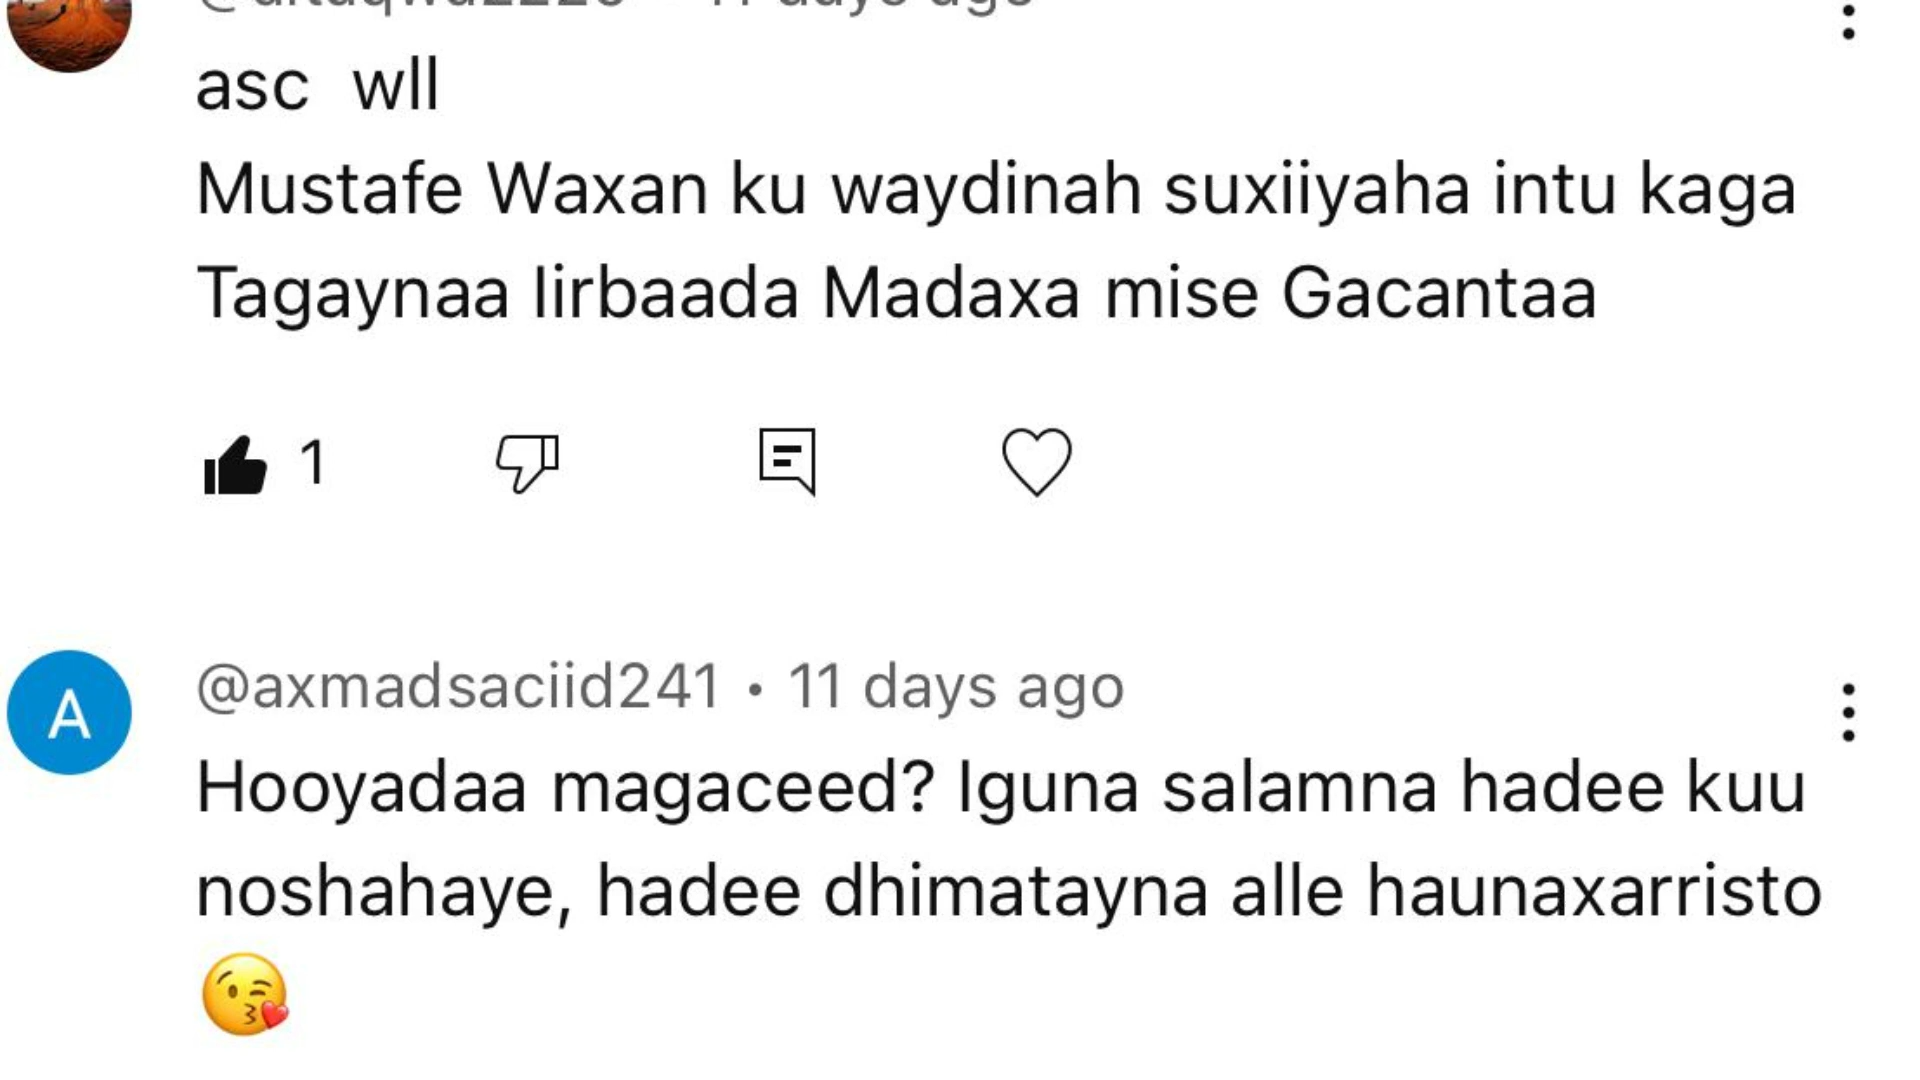 asc wll
Mustafe Waxan ku waydinah suxiiyaha intu kaga
Tagaynaa Iirbaada Madaxa mise Gacantaa
1
@axmadsaciid241 • 11 days ago
A
Hooyadaa magaceed? Iguna salamna hadee kuu
noshahaye, hadee dhimatayna alle haunaxarristo
😘